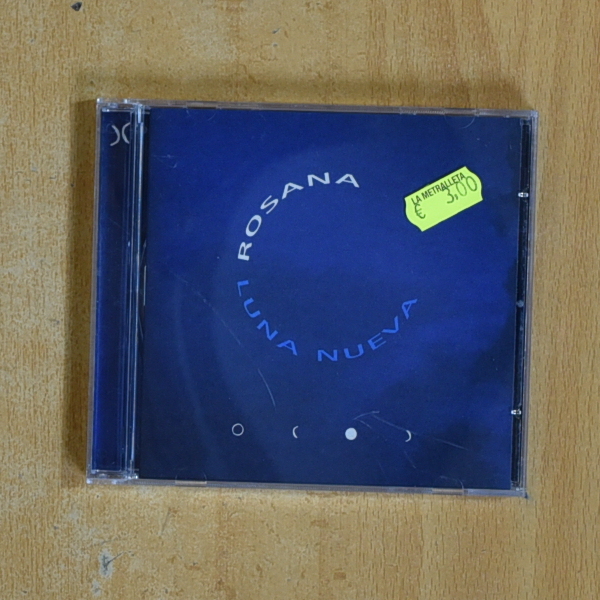 ROSANA
LUNA NUEVA
LA METRALLETA
€ 3,00